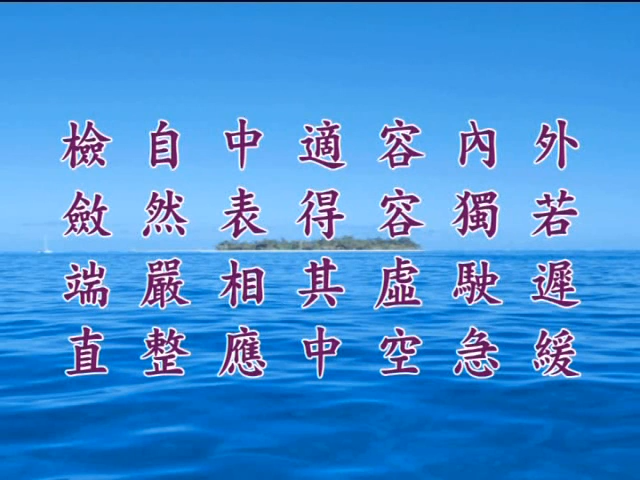 外若遲緩
內獨駛急
容容虛空
適得其中
中表相應
自然嚴整
檢斂端直